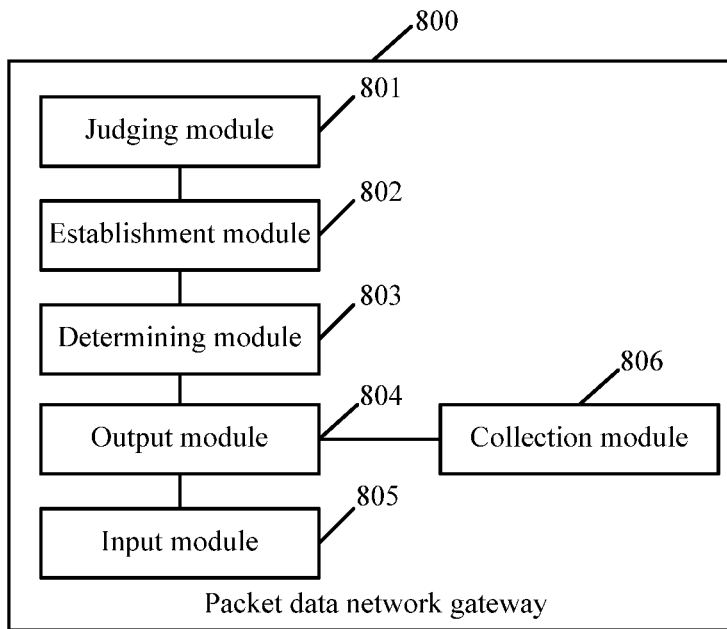 800
801
Judging module
802
Establishment module
803
Determining module
804
806
Output module
Collection module
805
Input module
Packet data network gateway